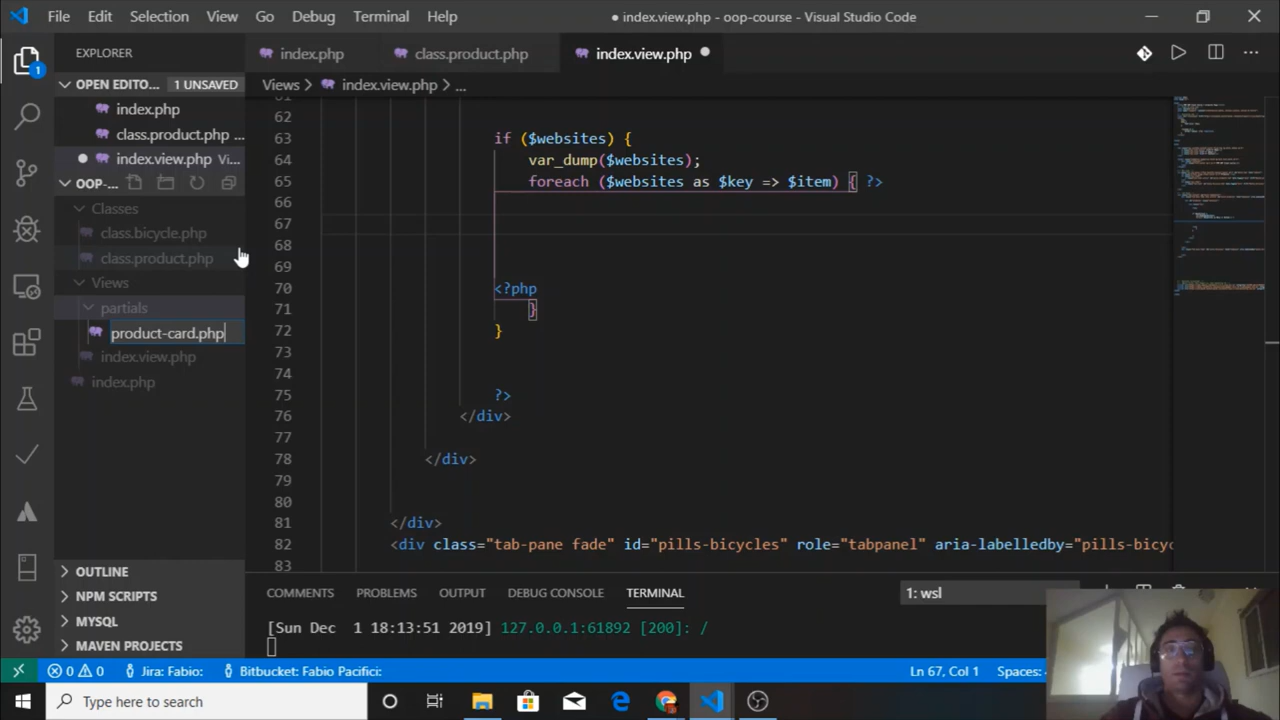 File Edit Selection View Go Debug Terminal Help
● index.view.php - oop-course - Visual Studio Code
EXPLORER
index.php
class.product.php
index.view.php
OPEN EDITO... 1 UNSAVED
Views > index.view.php > ...
index.php
class.product.php ...
index.view.php Vi...
OOP-...
Classes
class.bicycle.php
class.product.php
Views
partials
product-card.php
index.view.php
index.php
OUTLINE
NPM SCRIPTS
MYSQL
MAVEN PROJECTS
62
63 if ($websites) {
64 var_dump($websites);
65 foreach ($websites as $key => $item) { ?>
66
67
68
69
70 <?php
71 }
72 }
73
74
75 ?>
76 </div>
77
78 </div>
79
80
81 </div>
82 <div class="tab-pane fade" id="pills-bicycles" role="tabpanel" aria-labelledby="pills-bicyc
83
COMMENTS PROBLEMS OUTPUT DEBUG CONSOLE TERMINAL
1: wsl
[Sun Dec 1 18:13:51 2019] 127.0.0.1:61892 [200]: /
1
0 0 Jira: Fabio: Bitbucket: Fabio Pacifici: Ln 67, Col 1 Spaces:
Type here to search